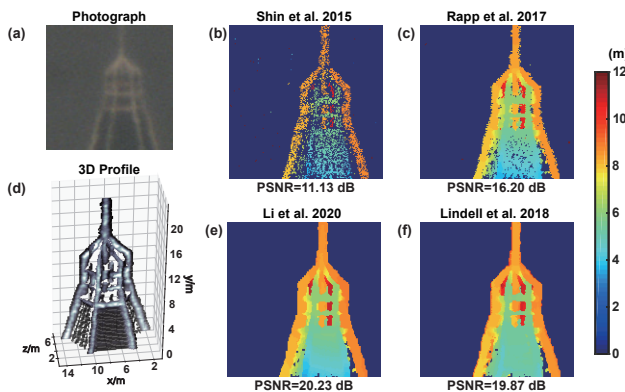 Photograph
Shin et al. 2015
Rapp et al. 2017
(a)
(b)
(c)
(m
12
10
8
6
4
2
0
PSNR=11.13 dB
PSNR=16.20 dB
3D Profile
(d)
20
16
12
8
4
0
y/m
6
2
z/m
14
10
6
2
x/m
Li et al. 2020
Lindell et al. 2018
(e)
(f)
PSNR=20.23 dB
PSNR=19.87 dB